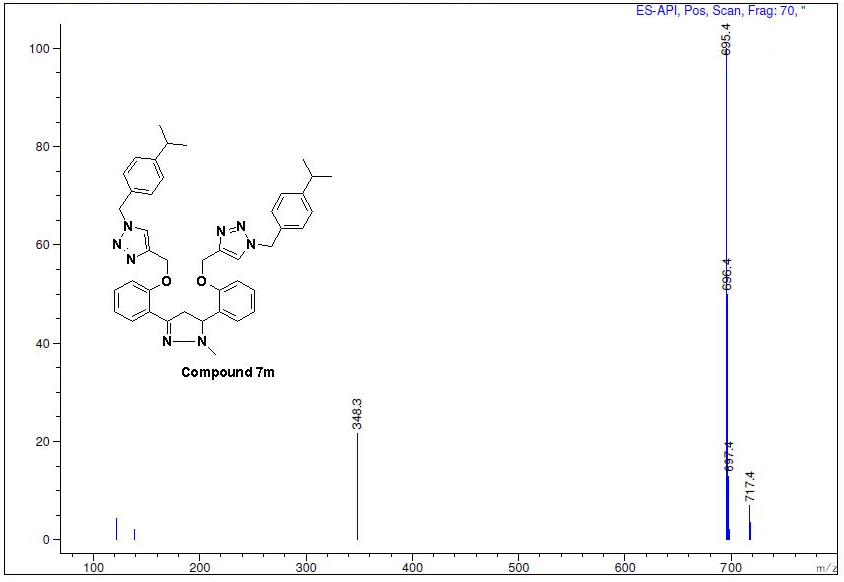 ES-API, Pos, Scan, Frag: 70, "
100
80
60
40
20
0
695.4
696.4
697.4
717.4
348.3
N
N
N
N
N
N
O
O
N
N
Compound 7m
100
200
300
400
500
600
700
m/z